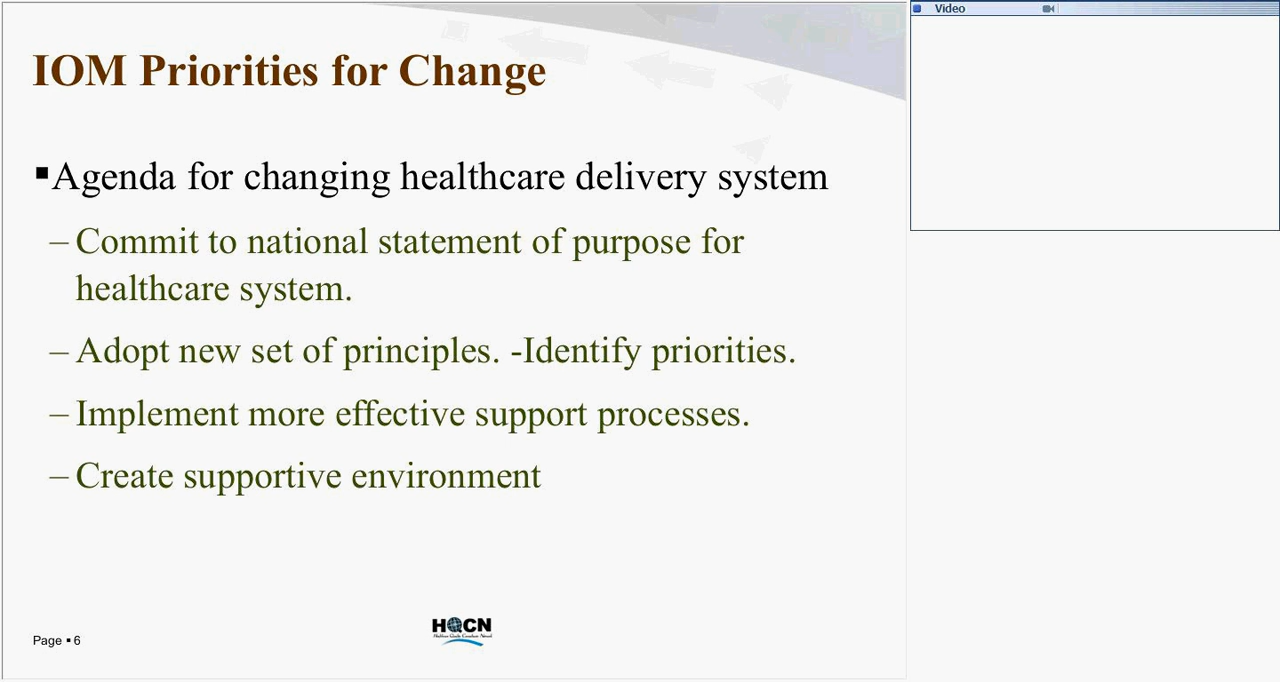 Video
IOM Priorities for Change
▪Agenda for changing healthcare delivery system
– Commit to national statement of purpose for
healthcare system.
– Adopt new set of principles. -Identify priorities.
– Implement more effective support processes.
– Create supportive environment
HQCN
Page ▪ 6